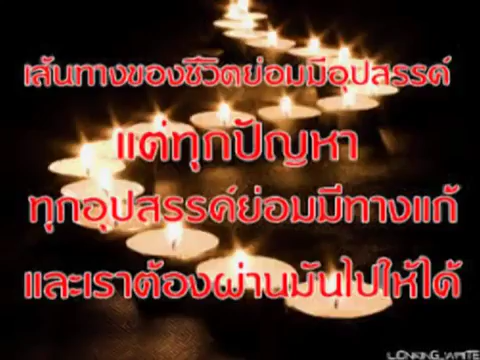 เส้นทางของชีวิตย่อมมีอุปสรรค์
แต่ทุกปัญหา
ทุกอุปสรรค์ย่อมมีทางแก้
และเราต้องผ่านมันไปให้ได้
LONKING_WHITE